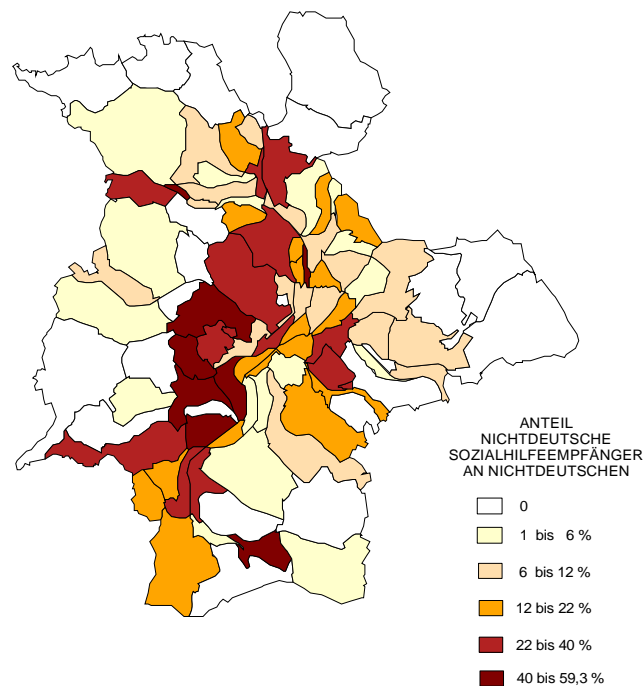 ANTEIL
NICHTDEUTSCHE
SOZIALHILFEEMPFÄNGER
AN NICHTDEUTSCHEN
0
1 bis 6 %
6 bis 12 %
12 bis 22 %
22 bis 40 %
40 bis 59,3 %